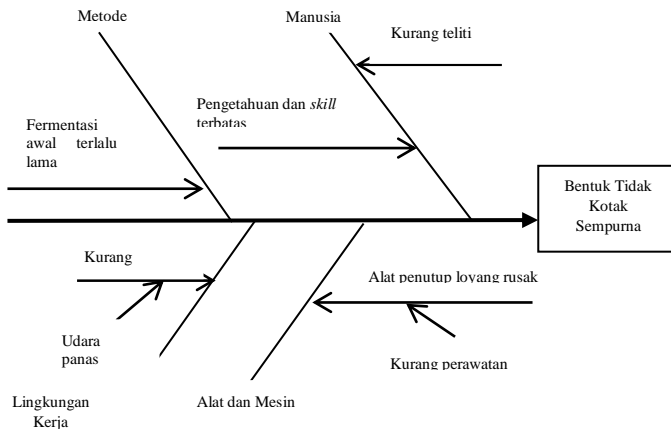 Metode
Manusia
Kurang teliti
Pengetahuan dan skill
terbatas
Fermentasi
awal terlalu
lama
Bentuk Tidak
Kotak
Sempurna
Kurang
Alat penutup loyang rusak
Udara
panas
Kurang perawatan
Lingkungan
Kerja
Alat dan Mesin